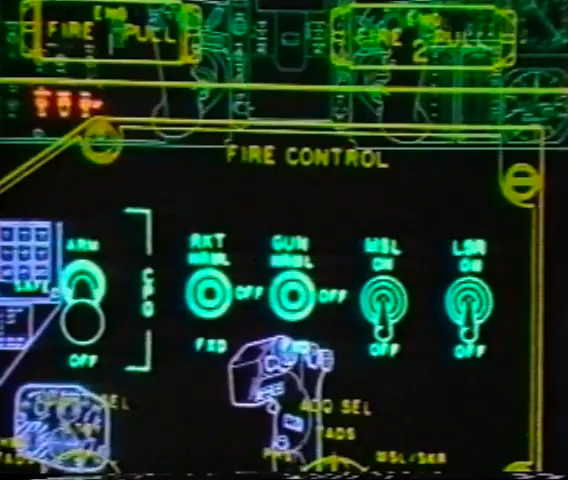 ENG
FIRE 1 PULL
ENG
FIRE 2 PULL
FIRE CONTROL
ARM
SAFE
OFF
CPG
RKT
NRML
OFF
FXD
GUN
NRML
OFF
MSL
ON
OFF
LSR
ON
OFF
ACQ SEL
TADS
MSL/SKR